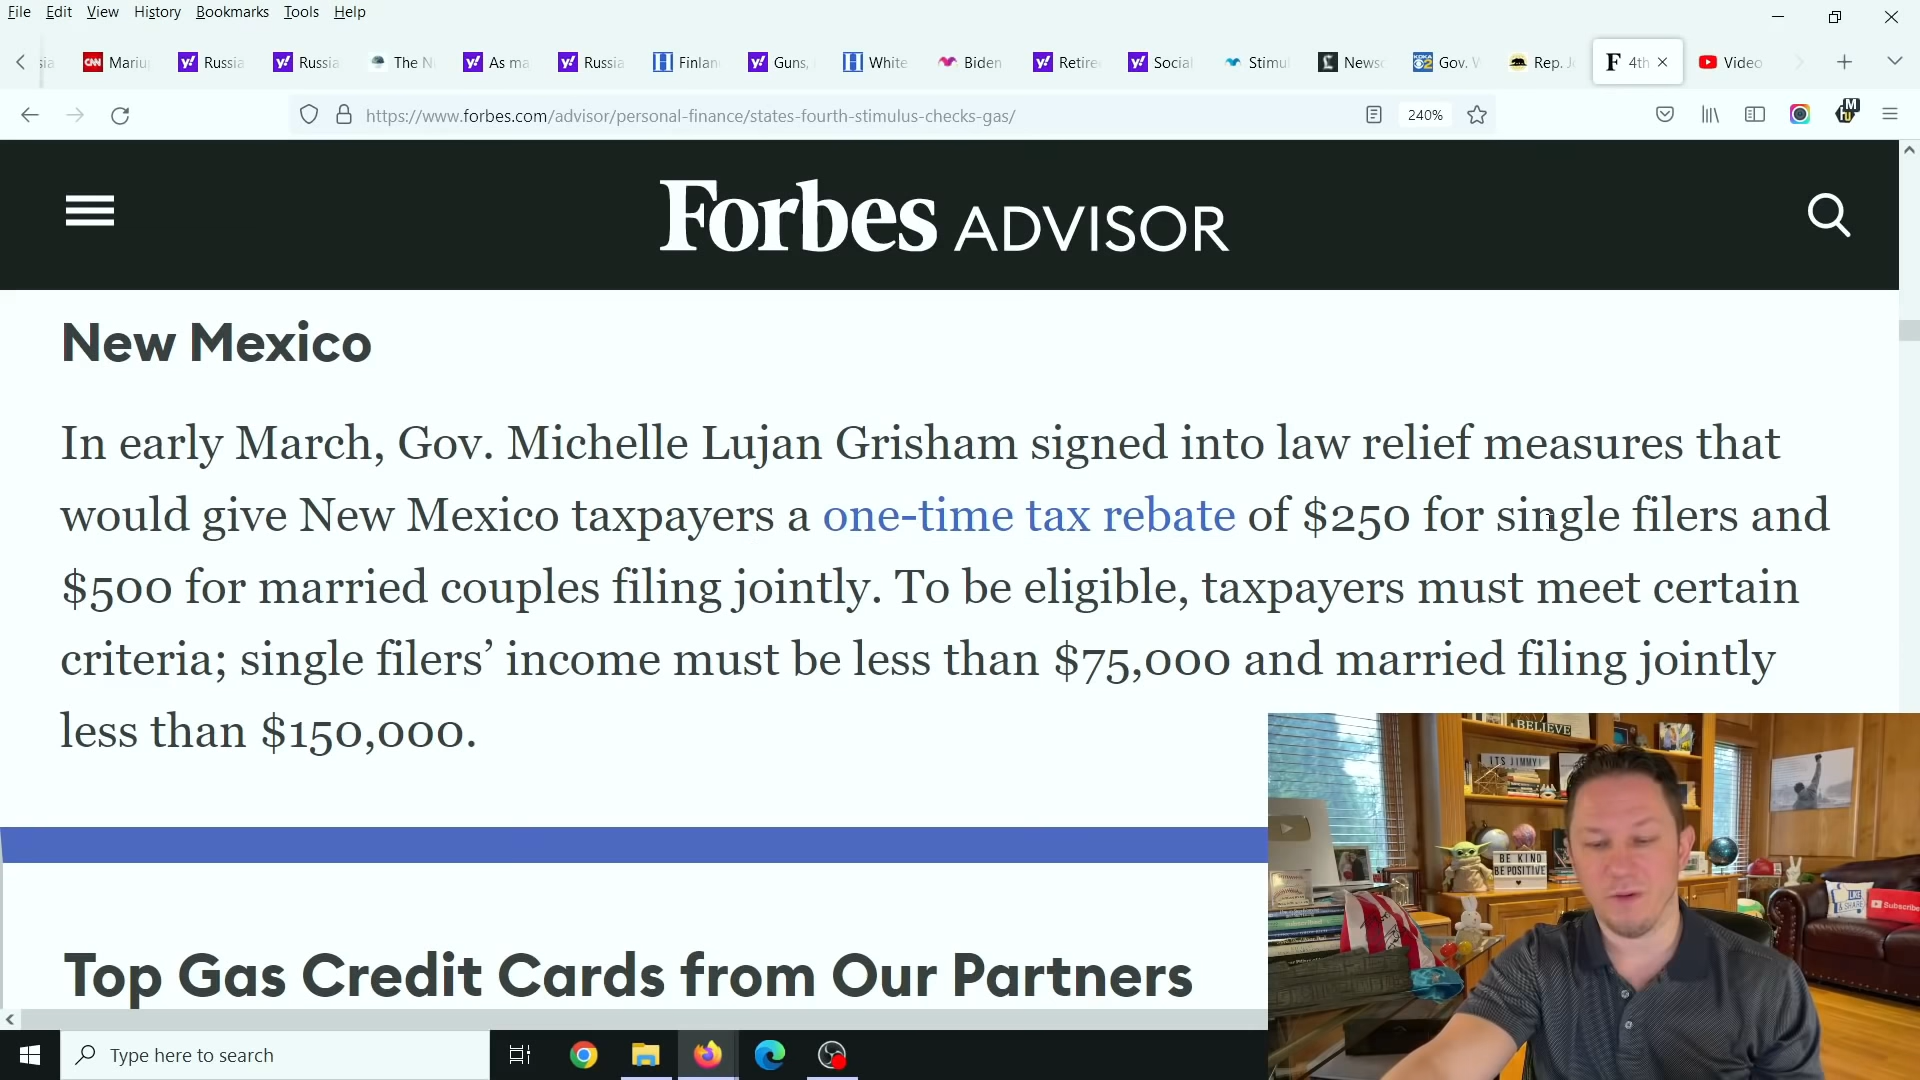 File Edit View History Bookmarks Tools Help
Mariu Russia Russia The N As ma Russia Finlan Guns, White Biden Retire Social Stimul Newsc Gov. W Rep. J 4th Video
https://www.forbes.com/advisor/personal-finance/states-fourth-stimulus-checks-gas/ 240%
Forbes ADVISOR
New Mexico
In early March, Gov. Michelle Lujan Grisham signed into law relief measures that
would give New Mexico taxpayers a one-time tax rebate of $250 for single filers and
$500 for married couples filing jointly. To be eligible, taxpayers must meet certain
criteria; single filers’ income must be less than $75,000 and married filing jointly
less than $150,000.
BELIEVE
ITS JIMMY!
BE KIND
BE POSITIVE
LIKE
& SHARE
Subscribe
Top Gas Credit Cards from Our Partners
Type here to search